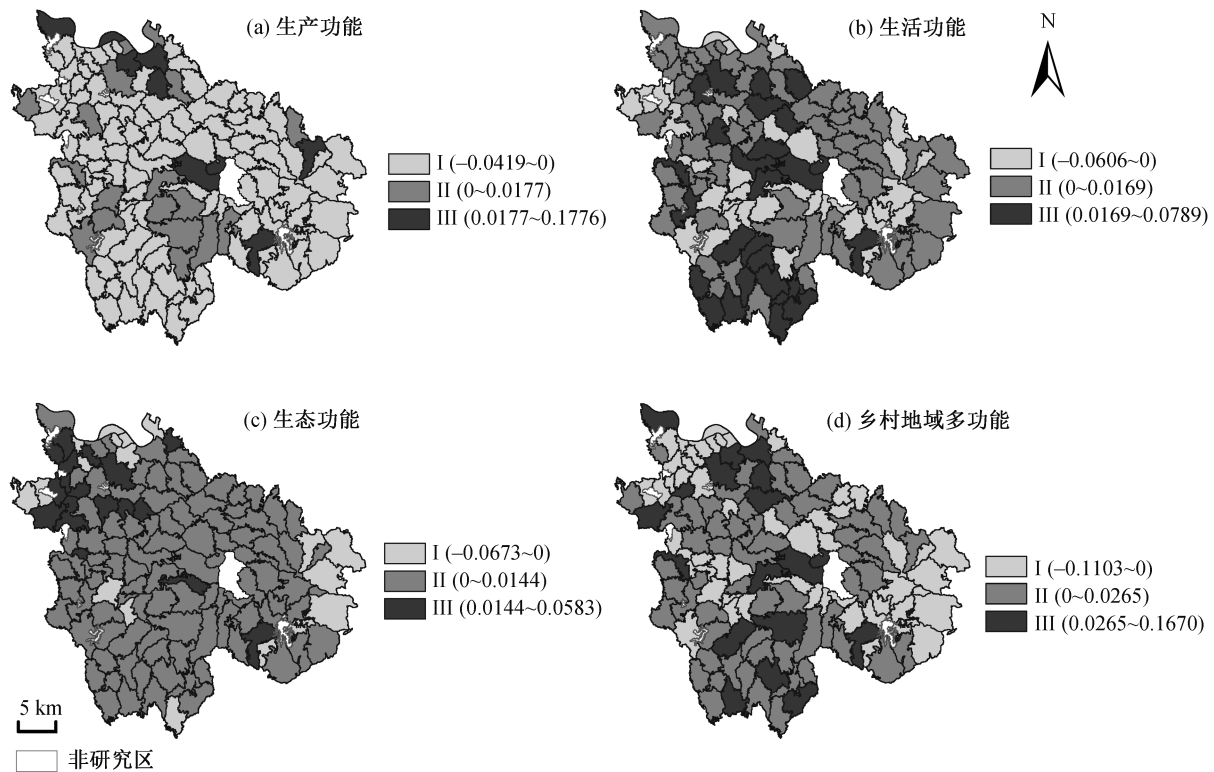 (a) 生产功能
(b) 生活功能
N
I (–0.0419~0)
II (0~0.0177)
III (0.0177~0.1776)
I (–0.0606~0)
II (0~0.0169)
III (0.0169~0.0789)
(c) 生态功能
(d) 乡村地域多功能
I (–0.0673~0)
II (0~0.0144)
III (0.0144~0.0583)
I (–0.1103~0)
II (0~0.0265)
III (0.0265~0.1670)
5 km
非研究区